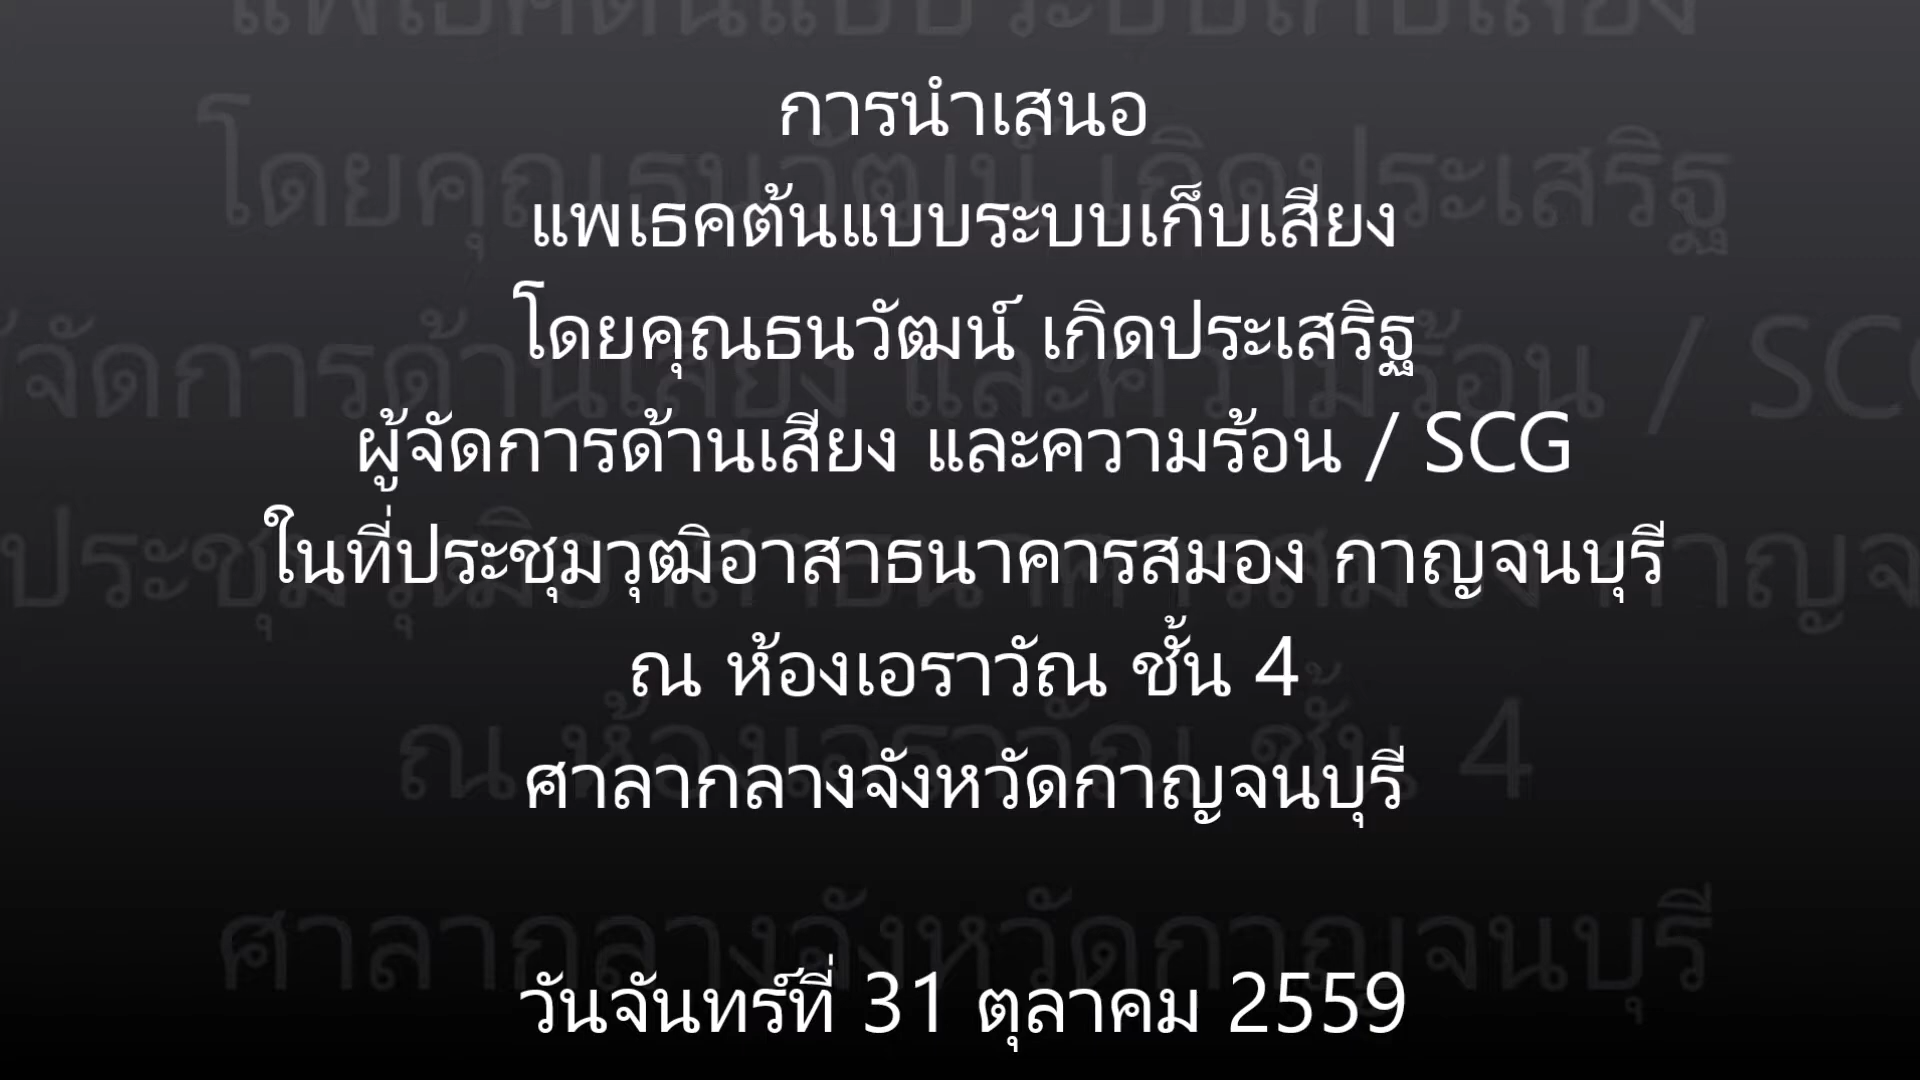 การนำเสนอ
แพเธคต้นแบบระบบเก็บเสียง
โดยคุณธนวัฒน์ เกิดประเสริฐ
ผู้จัดการด้านเสียง และความร้อน / SCG
ในที่ประชุมวุฒิอาสาธนาคารสมอง กาญจนบุรี
ณ ห้องเอราวัณ ชั้น 4
ศาลากลางจังหวัดกาญจนบุรี
วันจันทร์ที่ 31 ตุลาคม 2559